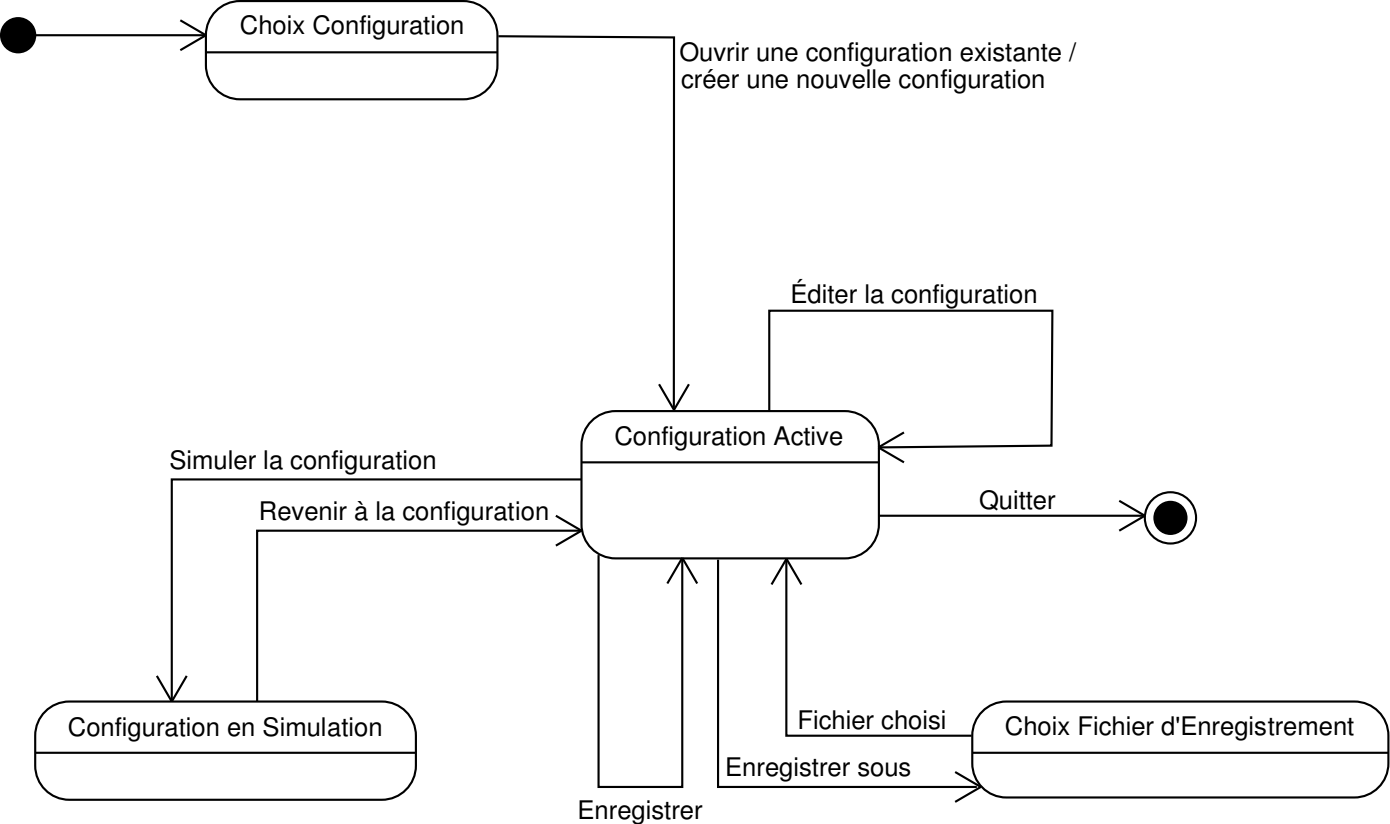 Choix Configuration
Ouvrir une configuration existante /
créer une nouvelle configuration
Éditer la configuration
Configuration Active
Simuler la configuration
Quitter
Revenir à la configuration
Configuration en Simulation
Fichier choisi
Choix Fichier d'Enregistrement
Enregistrer sous
Enregistrer